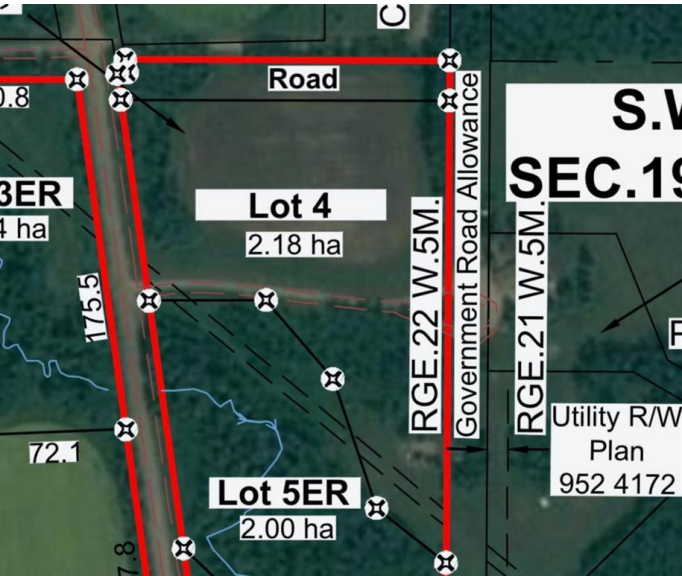 C
Road
0.8
S.W
SEC.19
3ER
4 ha
Lot 4
2.18 ha
175.5
RGE.22 W.5M.
Government Road Allowance
RGE.21 W.5M.
P
72.1
Utility R/W
Plan
952 4172
Lot 5ER
2.00 ha
7.8